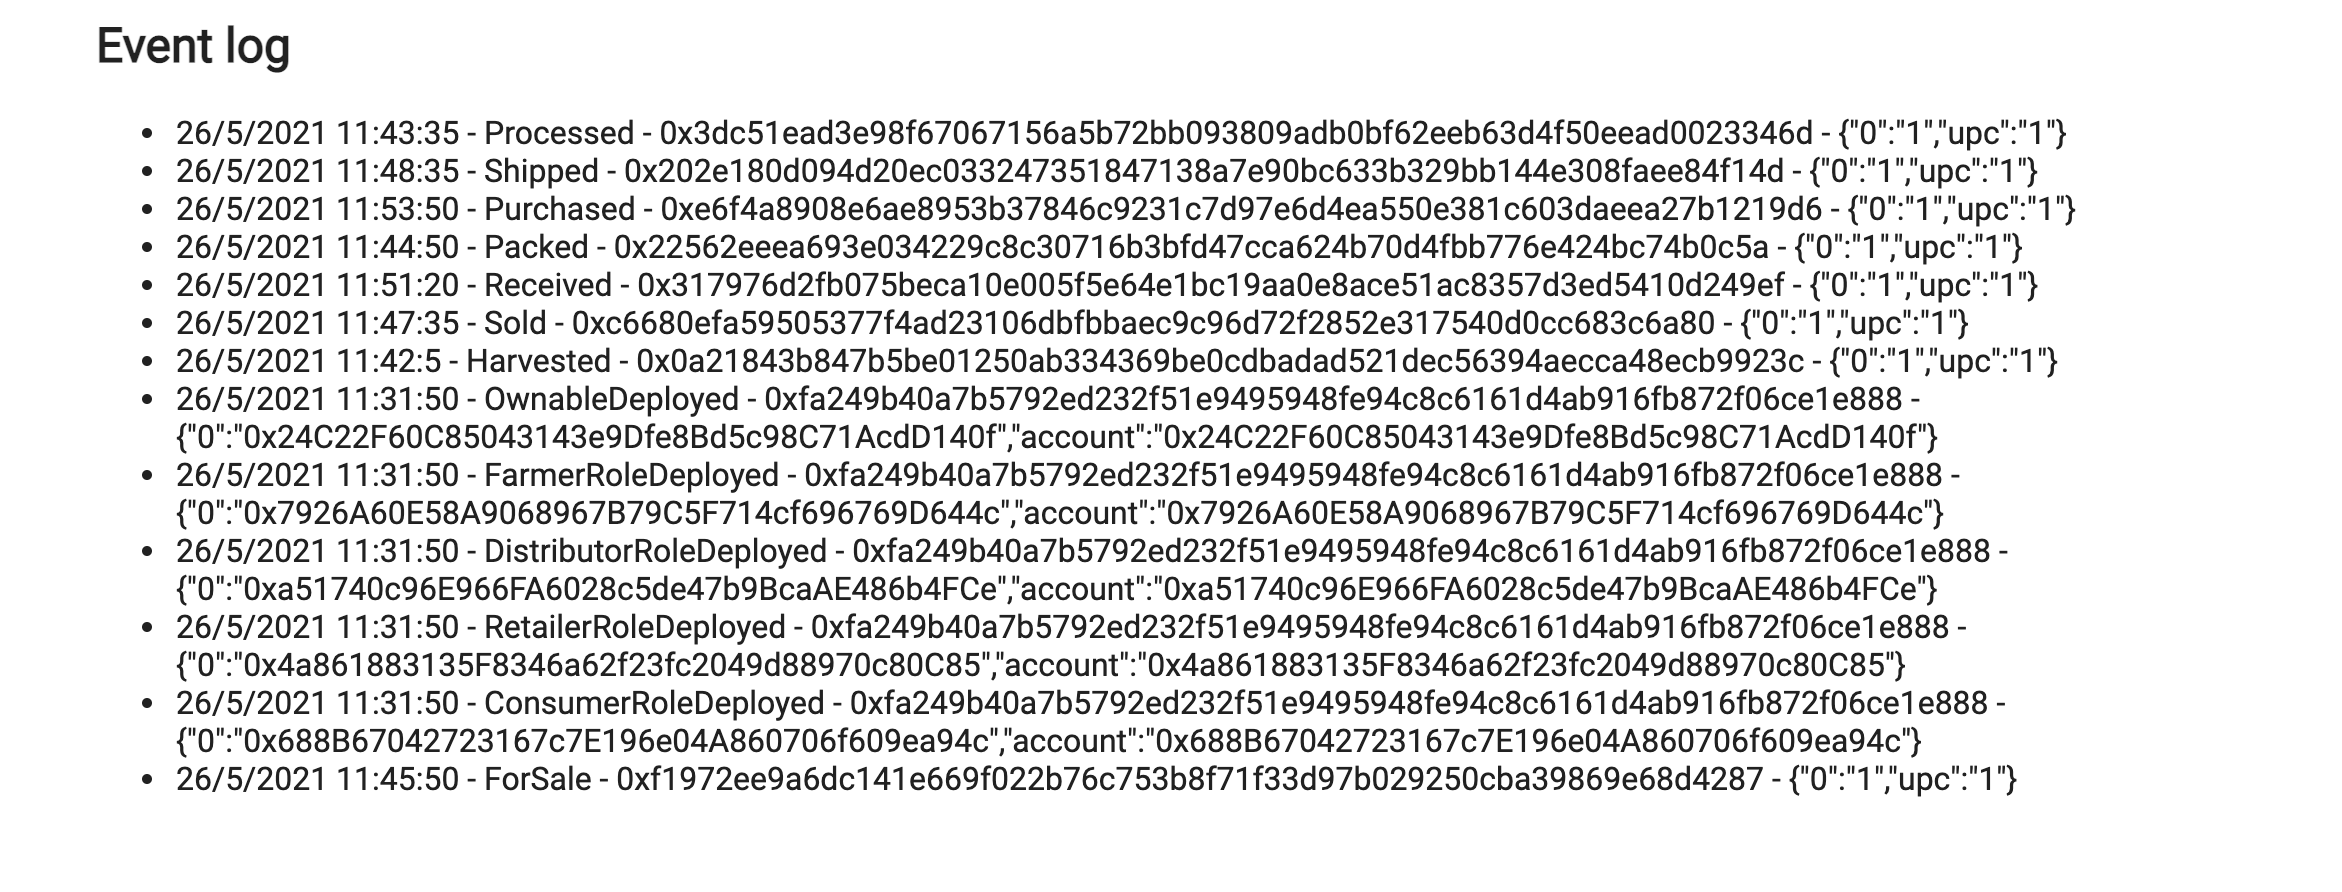 Event log
• 26/5/2021 11:43:35 - Processed - 0x3dc51ead3e98f67067156a5b72bb093809adb0bf62eeb63d4f50eead0023346d - {"0":"1","upc":"1"}
• 26/5/2021 11:48:35 - Shipped - 0x202e180d094d20ec033247351847138a7e90bc633b329bb144e308faee84f14d - {"0":"1","upc":"1"}
• 26/5/2021 11:53:50 - Purchased - 0xe6f4a8908e6ae8953b37846c9231c7d97e6d4ea550e381c603daeea27b1219d6 - {"0":"1","upc":"1"}
• 26/5/2021 11:44:50 - Packed - 0x22562eeea693e034229c8c30716b3bfd47cca624b70d4fbb776e424bc74b0c5a - {"0":"1","upc":"1"}
• 26/5/2021 11:51:20 - Received - 0x317976d2fb075beca10e005f5e64e1bc19aa0e8ace51ac8357d3ed5410d249ef - {"0":"1","upc":"1"}
• 26/5/2021 11:47:35 - Sold - 0xc6680efa59505377f4ad23106dbfbbaec9c96d72f2852e317540d0cc683c6a80 - {"0":"1","upc":"1"}
• 26/5/2021 11:42:5 - Harvested - 0x0a21843b847b5be01250ab334369be0cdbadad521dec56394aecca48ecb9923c - {"0":"1","upc":"1"}
• 26/5/2021 11:31:50 - OwnableDeployed - 0xfa249b40a7b5792ed232f51e9495948fe94c8c6161d4ab916fb872f06ce1e888 -
{"0":"0x24C22F60C85043143e9Dfe8Bd5c98C71AcdD140f","account":"0x24C22F60C85043143e9Dfe8Bd5c98C71AcdD140f"}
• 26/5/2021 11:31:50 - FarmerRoleDeployed - 0xfa249b40a7b5792ed232f51e9495948fe94c8c6161d4ab916fb872f06ce1e888 -
{"0":"0x7926A60E58A9068967B79C5F714cf696769D644c","account":"0x7926A60E58A9068967B79C5F714cf696769D644c"}
• 26/5/2021 11:31:50 - DistributorRoleDeployed - 0xfa249b40a7b5792ed232f51e9495948fe94c8c6161d4ab916fb872f06ce1e888 -
{"0":"0xa51740c96E966FA6028c5de47b9BcaAE486b4FCe","account":"0xa51740c96E966FA6028c5de47b9BcaAE486b4FCe"}
• 26/5/2021 11:31:50 - RetailerRoleDeployed - 0xfa249b40a7b5792ed232f51e9495948fe94c8c6161d4ab916fb872f06ce1e888 -
{"0":"0x4a861883135F8346a62f23fc2049d88970c80C85","account":"0x4a861883135F8346a62f23fc2049d88970c80C85"}
• 26/5/2021 11:31:50 - ConsumerRoleDeployed - 0xfa249b40a7b5792ed232f51e9495948fe94c8c6161d4ab916fb872f06ce1e888 -
{"0":"0x688B67042723167c7E196e04A860706f609ea94c","account":"0x688B67042723167c7E196e04A860706f609ea94c"}
• 26/5/2021 11:45:50 - ForSale - 0xf1972ee9a6dc141e669f022b76c753b8f71f33d97b029250cba39869e68d4287 - {"0":"1","upc":"1"}